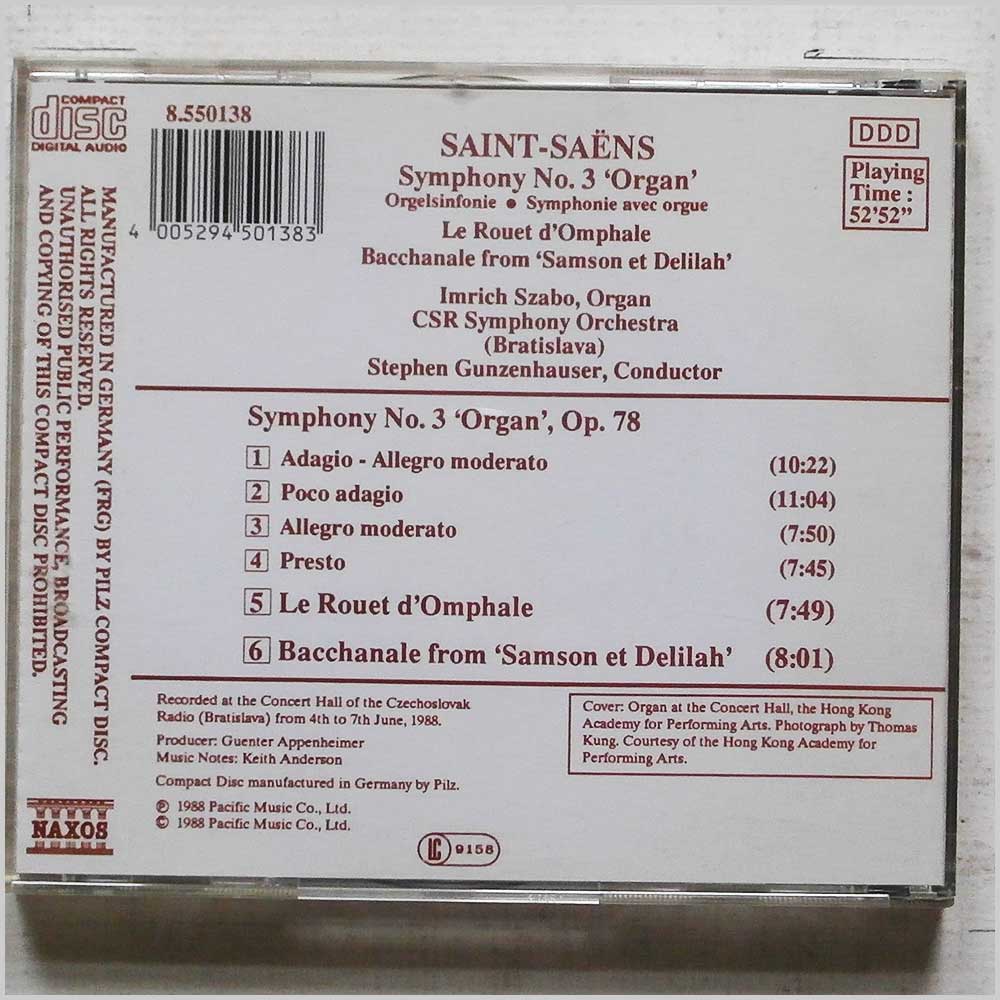 COMPACT
disc
DIGITAL AUDIO
8.550138
4 005294 501383
SAINT-SAËNS
Symphony No. 3 ‘Organ’
Orgelsinfonie • Symphonie avec orgue
Le Rouet d’Omphale
Bacchanale from ‘Samson et Delilah’
Imrich Szabo, Organ
CSR Symphony Orchestra
(Bratislava)
Stephen Gunzenhauser, Conductor
DDD
Playing
Time :
52’52”
MANUFACTURED IN GERMANY (FRG) BY PILZ COMPACT DISC.
ALL RIGHTS RESERVED.
UNAUTHORISED PUBLIC PERFORMANCE, BROADCASTING
AND COPYING OF THIS COMPACT DISC PROHIBITED.
Symphony No. 3 ‘Organ’, Op. 78
1 Adagio - Allegro moderato (10:22)
2 Poco adagio (11:04)
3 Allegro moderato (7:50)
4 Presto (7:45)
5 Le Rouet d’Omphale (7:49)
6 Bacchanale from ‘Samson et Delilah’ (8:01)
Recorded at the Concert Hall of the Czechoslovak
Radio (Bratislava) from 4th to 7th June, 1988.
Producer: Guenter Appenheimer
Music Notes: Keith Anderson
Compact Disc manufactured in Germany by Pilz.
℗ 1988 Pacific Music Co., Ltd.
© 1988 Pacific Music Co., Ltd.
Cover: Organ at the Concert Hall, the Hong Kong
Academy for Performing Arts. Photograph by Thomas
Kung. Courtesy of the Hong Kong Academy for
Performing Arts.
NAXOS
LC 9158